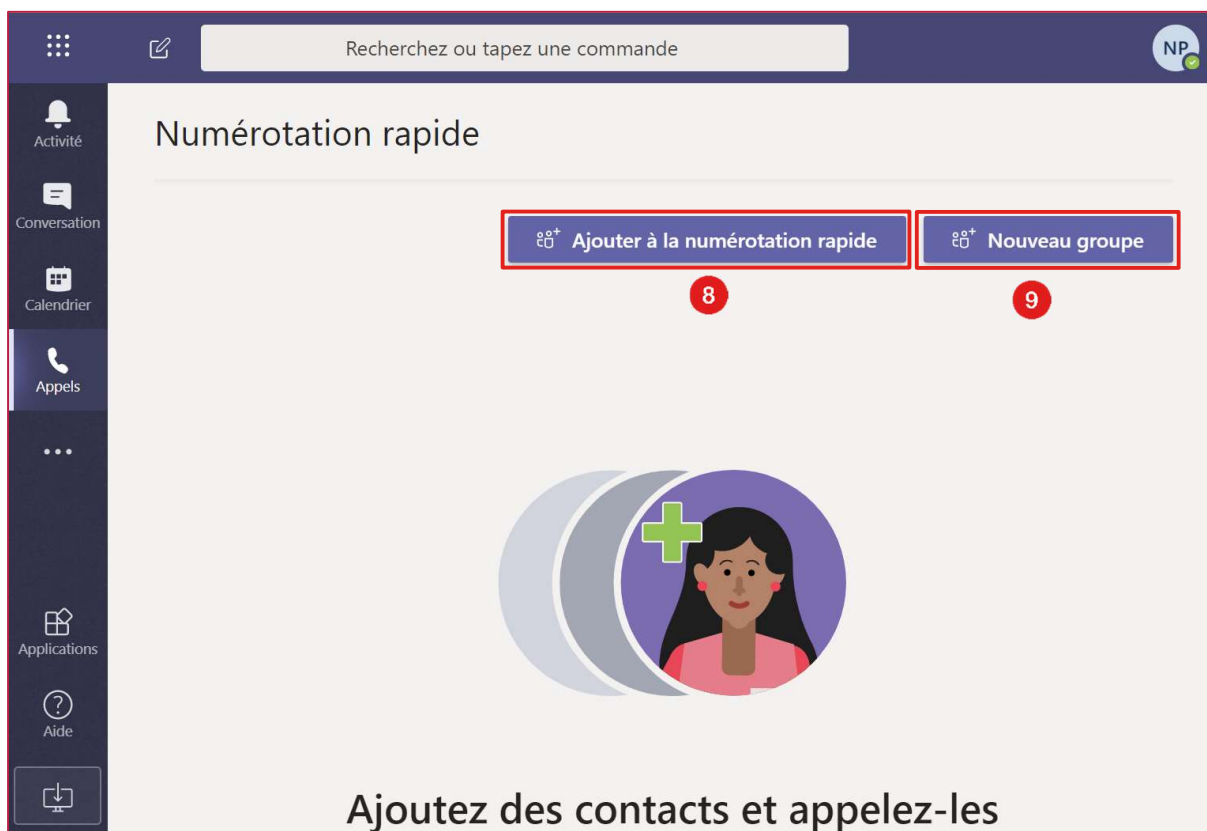 Recherchez ou tapez une commande
NP
Activité
Conversation
Calendrier
Appels
Applications
Aide
Numérotation rapide
Ajouter à la numérotation rapide
Nouveau groupe
8
9
Ajoutez des contacts et appelez-les